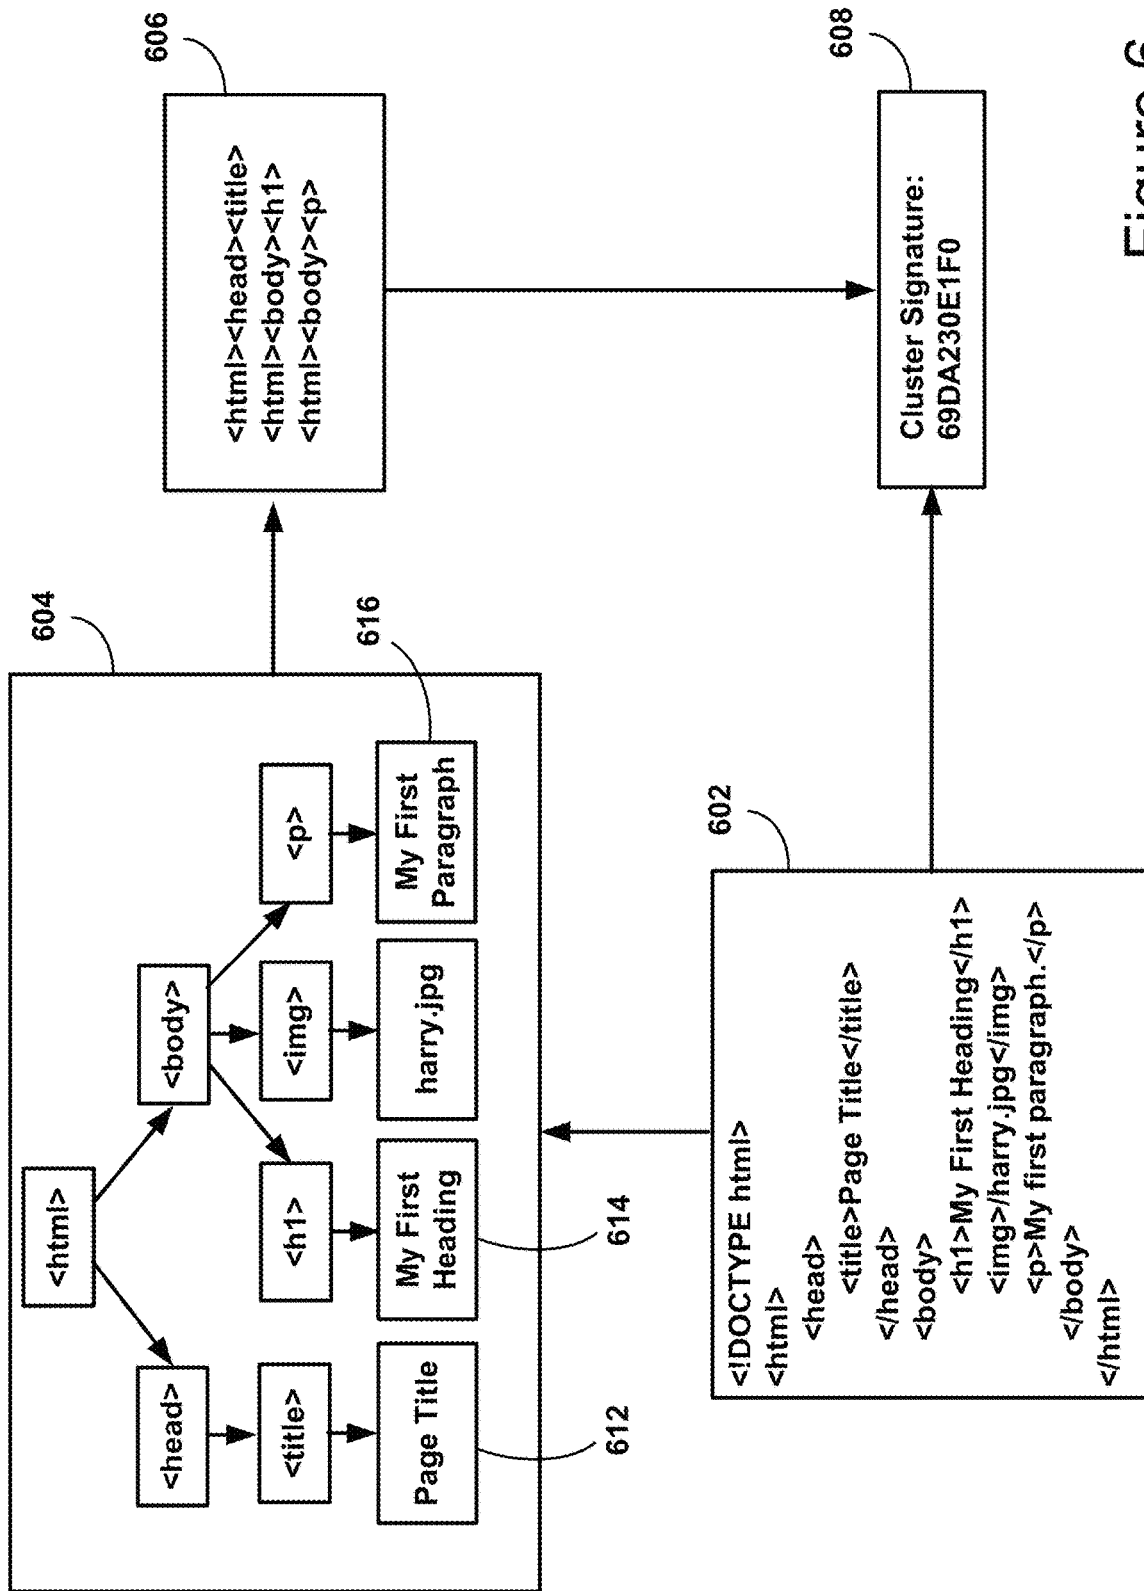 604
<html>
<head>
<body>
<title>
<h1>
<img>
<p>
Page Title
My First
Heading
harry.jpg
My First
Paragraph
612
614
616
606
<html><head><title>
<html><body><h1>
<html><body><p>
602
<!DOCTYPE html>
<html>
<head>
<title>Page Title</title>
</head>
<body>
<h1>My First Heading</h1>
<img>/harry.jpg</img>
<p>My first paragraph.</p>
</body>
</html>
608
Cluster Signature:
69DA230E1F0
Figure 6